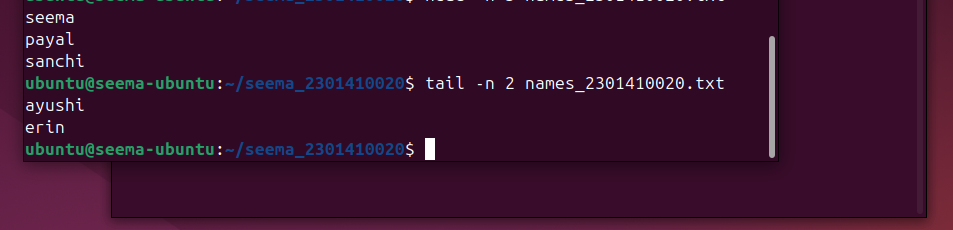 seema
payal
sanchi
ubuntu@seema-ubuntu:~/seema_2301410020$ tail -n 2 names_2301410020.txt
ayushi
erin
ubuntu@seema-ubuntu:~/seema_2301410020$